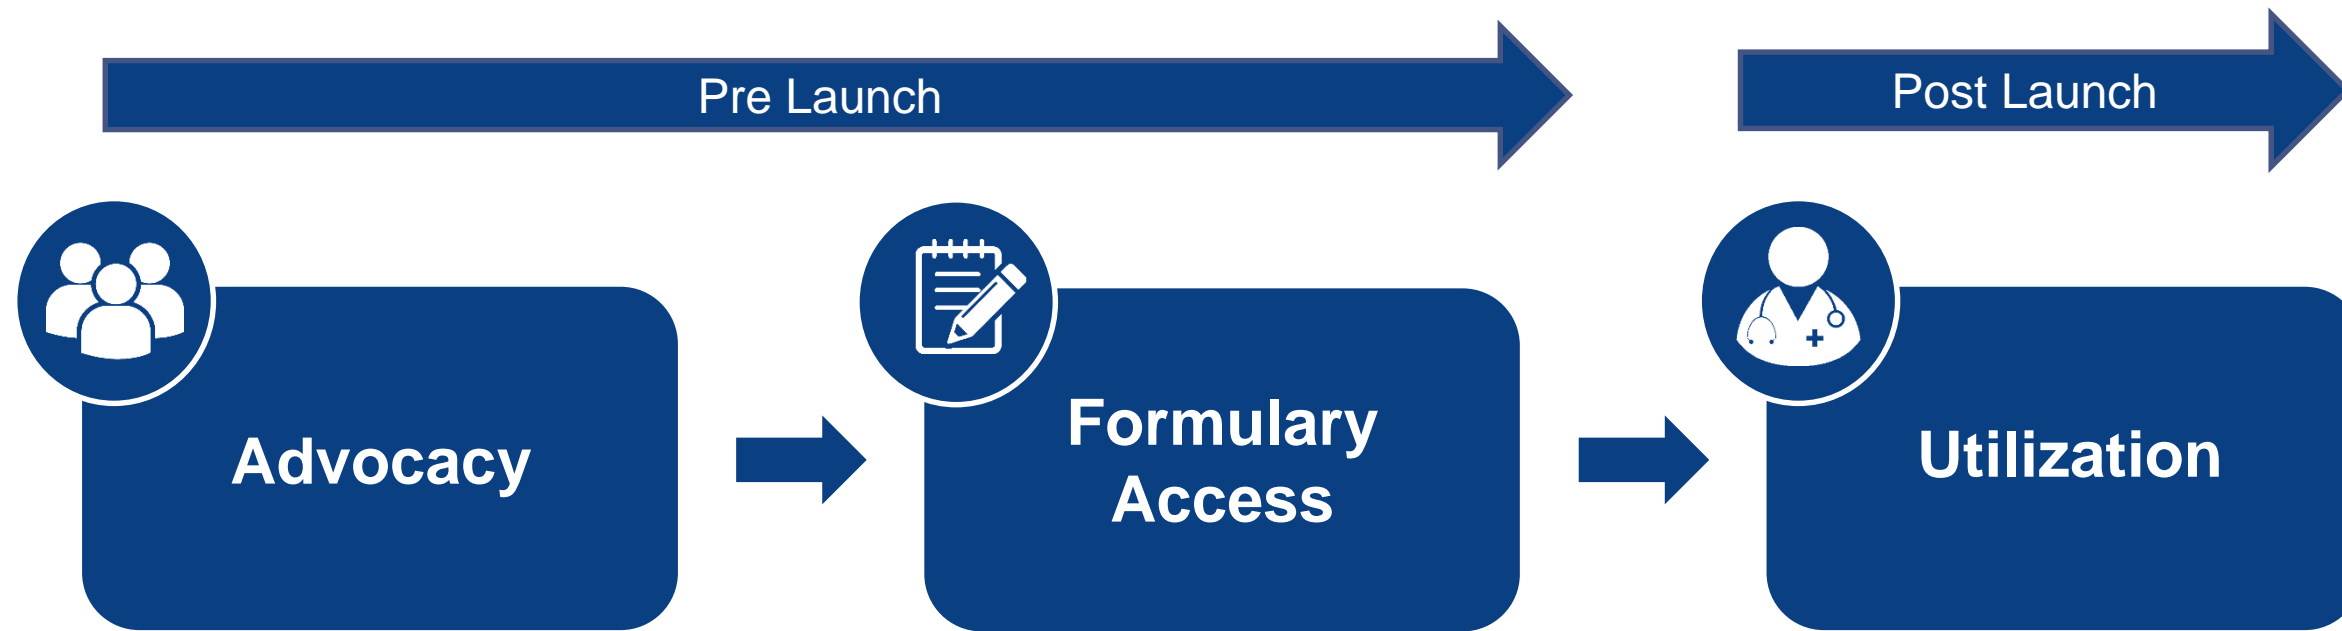 Pre Launch
Post Launch
Advocacy
Formulary
Access
Utilization